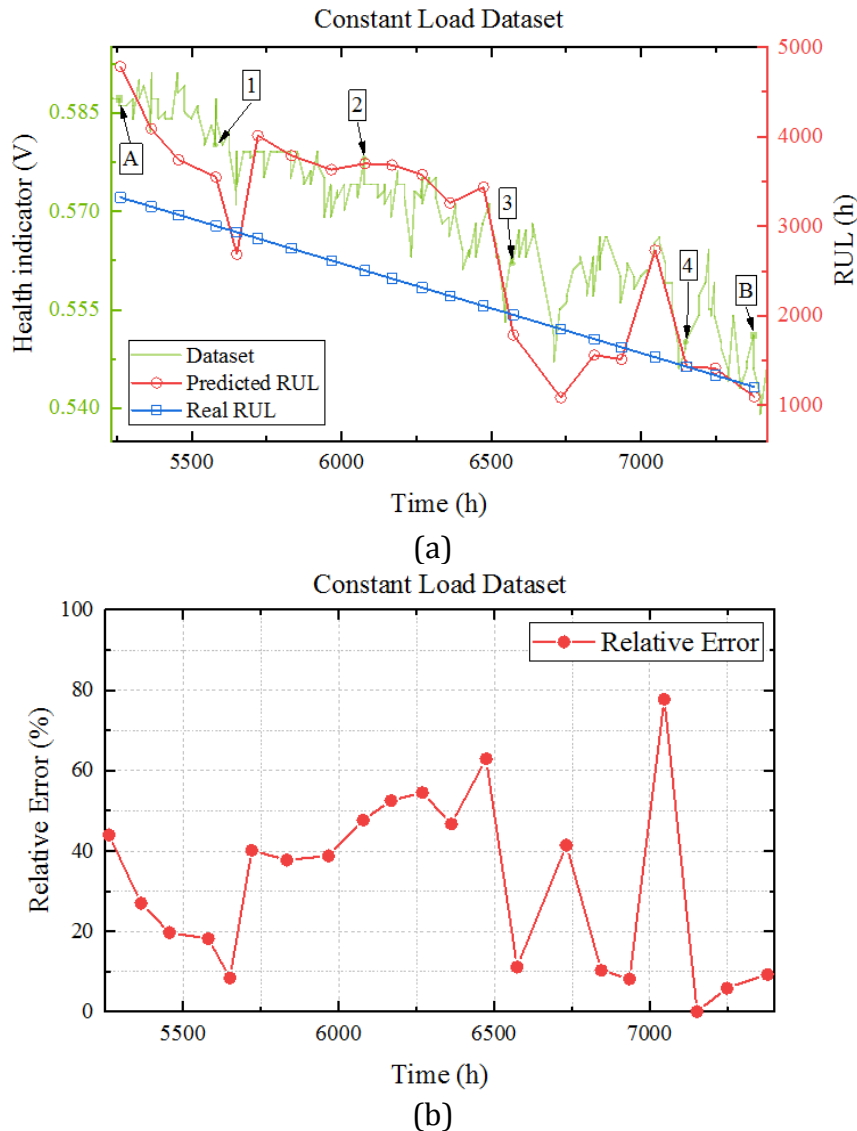 Constant Load Dataset
Health indicator (V)
0.585
0.570
0.555
0.540
A
1
2
3
4
B
Dataset
Predicted RUL
Real RUL
5000
4000
3000
2000
1000
RUL (h)
5500 6000 6500 7000
Time (h)
(a)
Constant Load Dataset
Relative Error (%)
100
80
60
40
20
0
Relative Error
5500 6000 6500 7000
Time (h)
(b)